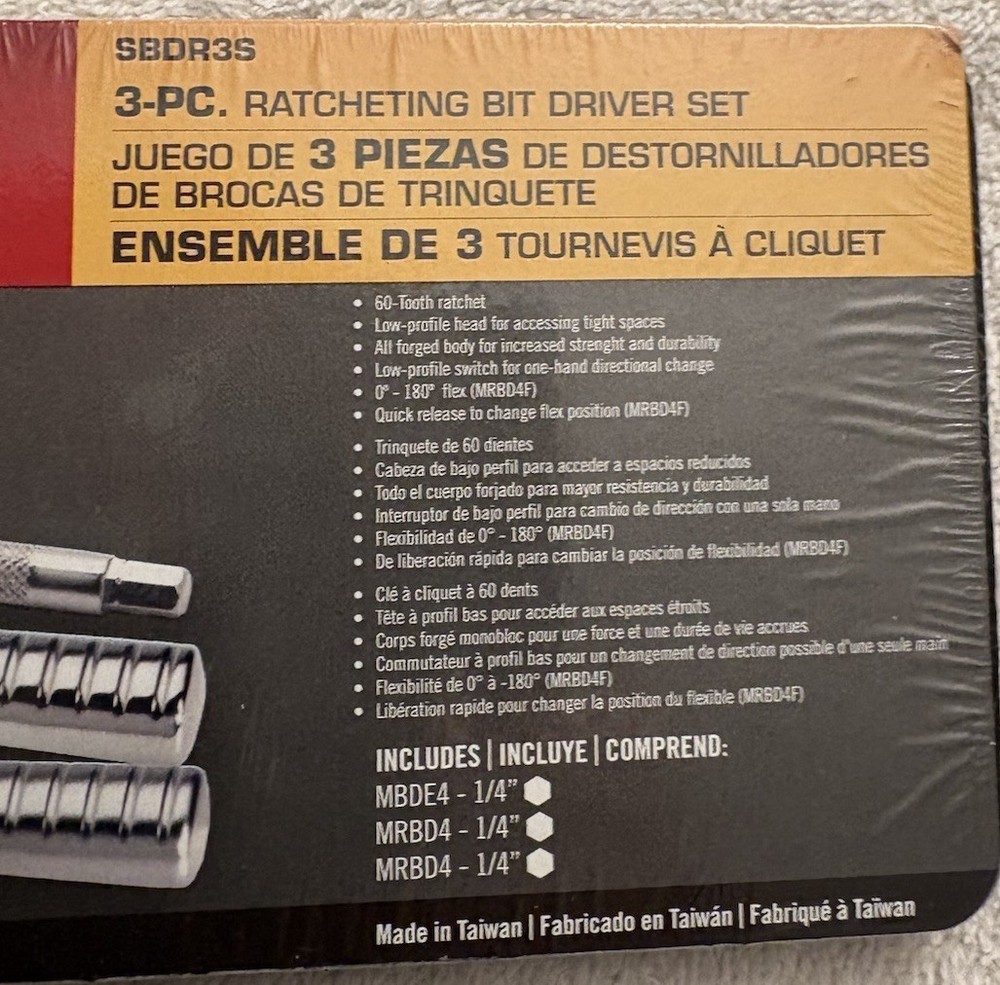 SBDR3S
3-PC. RATCHETING BIT DRIVER SET
JUEGO DE 3 PIEZAS DE DESTORNILLADORES
DE BROCAS DE TRINQUETE
ENSEMBLE DE 3 TOURNEVIS À CLIQUET
• 60-Tooth ratchet
• Low-profile head for accessing tight spaces
• All forged body for increased strenght and durability
• Low-profile switch for one-hand directional change
• 0° - 180° flex (MRBD4F)
• Quick release to change flex position (MRBD4F)
• Trinquete de 60 dientes
• Cabeza de bajo perfil para acceder a espacios reducidos
• Todo el cuerpo forjado para mayor resistencia y durabilidad
• Interruptor de bajo perfil para cambio de dirección con una sola mano
• Flexibilidad de 0° - 180° (MRBD4F)
• De liberación rápida para cambiar la posición de flexibilidad (MRBD4F)
• Clé à cliquet à 60 dents
• Tête à profil bas pour accéder aux espaces étroits
• Corps forgé monobloc pour une force et une durée de vie accrues
• Commutateur à profil bas pour un changement de direction possible d'une seule main
• Flexibilité de 0° à -180° (MRBD4F)
• Libération rapide pour changer la position du flexible (MRBD4F)
INCLUDES | INCLUYE | COMPREND:
MBDE4 - 1/4"
MRBD4 - 1/4"
MRBD4 - 1/4"
Made in Taiwan | Fabricado en Taiwán | Fabriqué à Taïwan